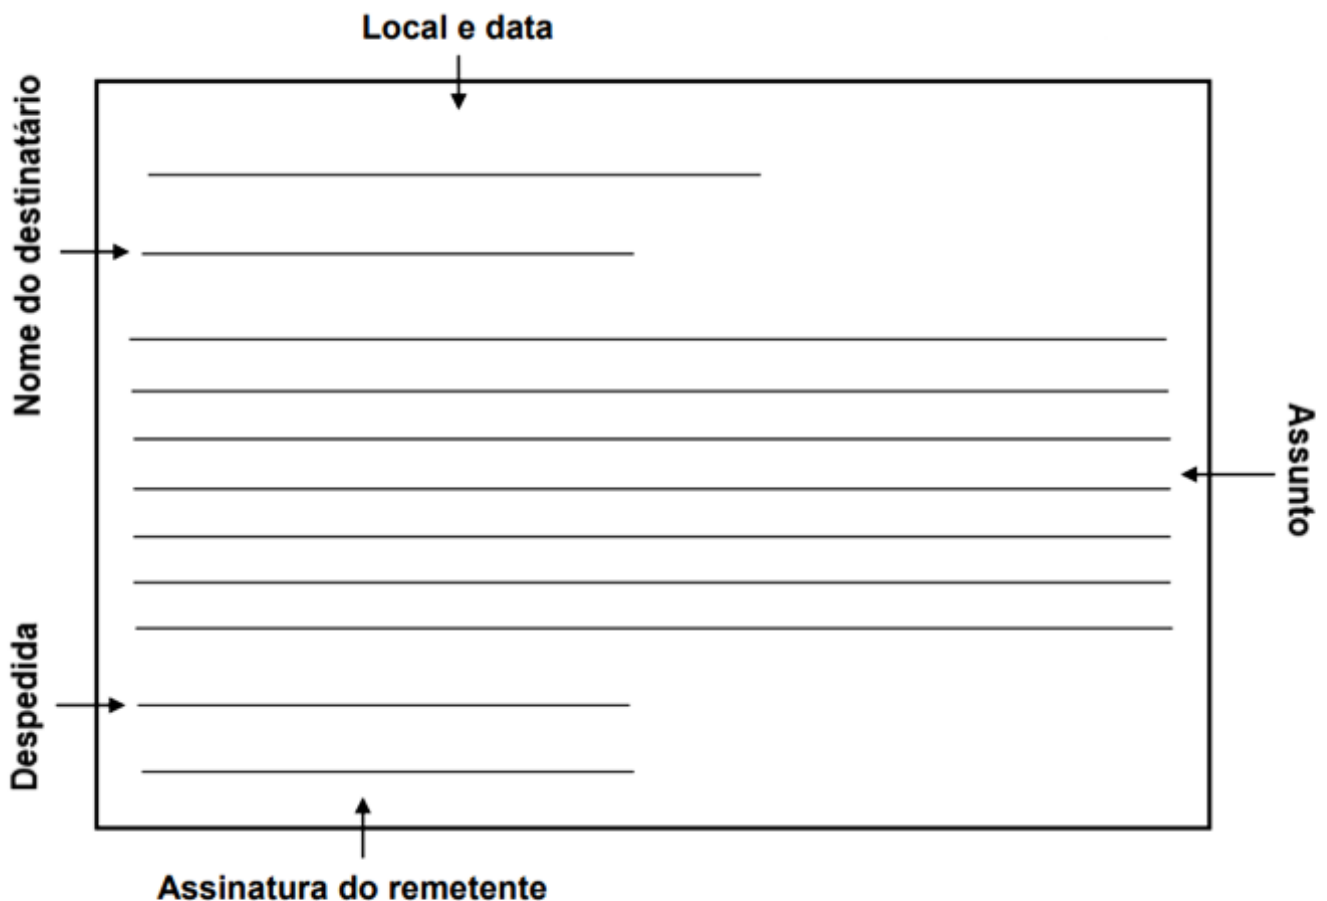 Local e data
Nome do destinatário
Assunto
Despedida
Assinatura do remetente